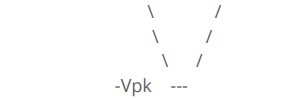 \ /
\ /
\ /
-Vpk ---